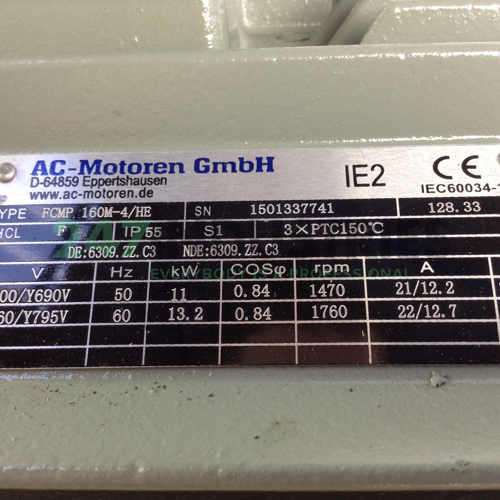 AC-Motoren GmbH
D-64859 Eppertshausen
www.ac-motoren.de
IE2
CE
IEC60034-1
TYPE FCMP 160M-4/HE SN 1501337741 128.33
HCL F IP 55 S1 3×PTC150℃
DE:6309.ZZ.C3 NDE:6309.ZZ.C3
V Hz kW COSφ rpm A
00/Y690V 50 11 0.84 1470 21/12.2
60/Y795V 60 13.2 0.84 1760 22/12.7